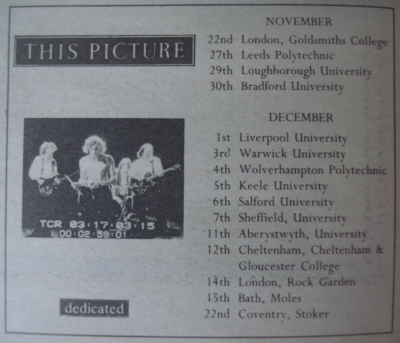 THIS PICTURE
TCR 03:17:03:15
00:02:59:01
dedicated
NOVEMBER
22nd London, Goldsmiths College
27th Leeds Polytechnic
29th Loughborough University
30th Bradford University
DECEMBER
1st Liverpool University
3rd Warwick University
4th Wolverhampton Polytechnic
5th Keele University
6th Salford University
7th Sheffield, University
11th Aberystwyth, University
12th Cheltenham, Cheltenham &
Gloucester College
14th London, Rock Garden
15th Bath, Moles
22nd Coventry, Stoker